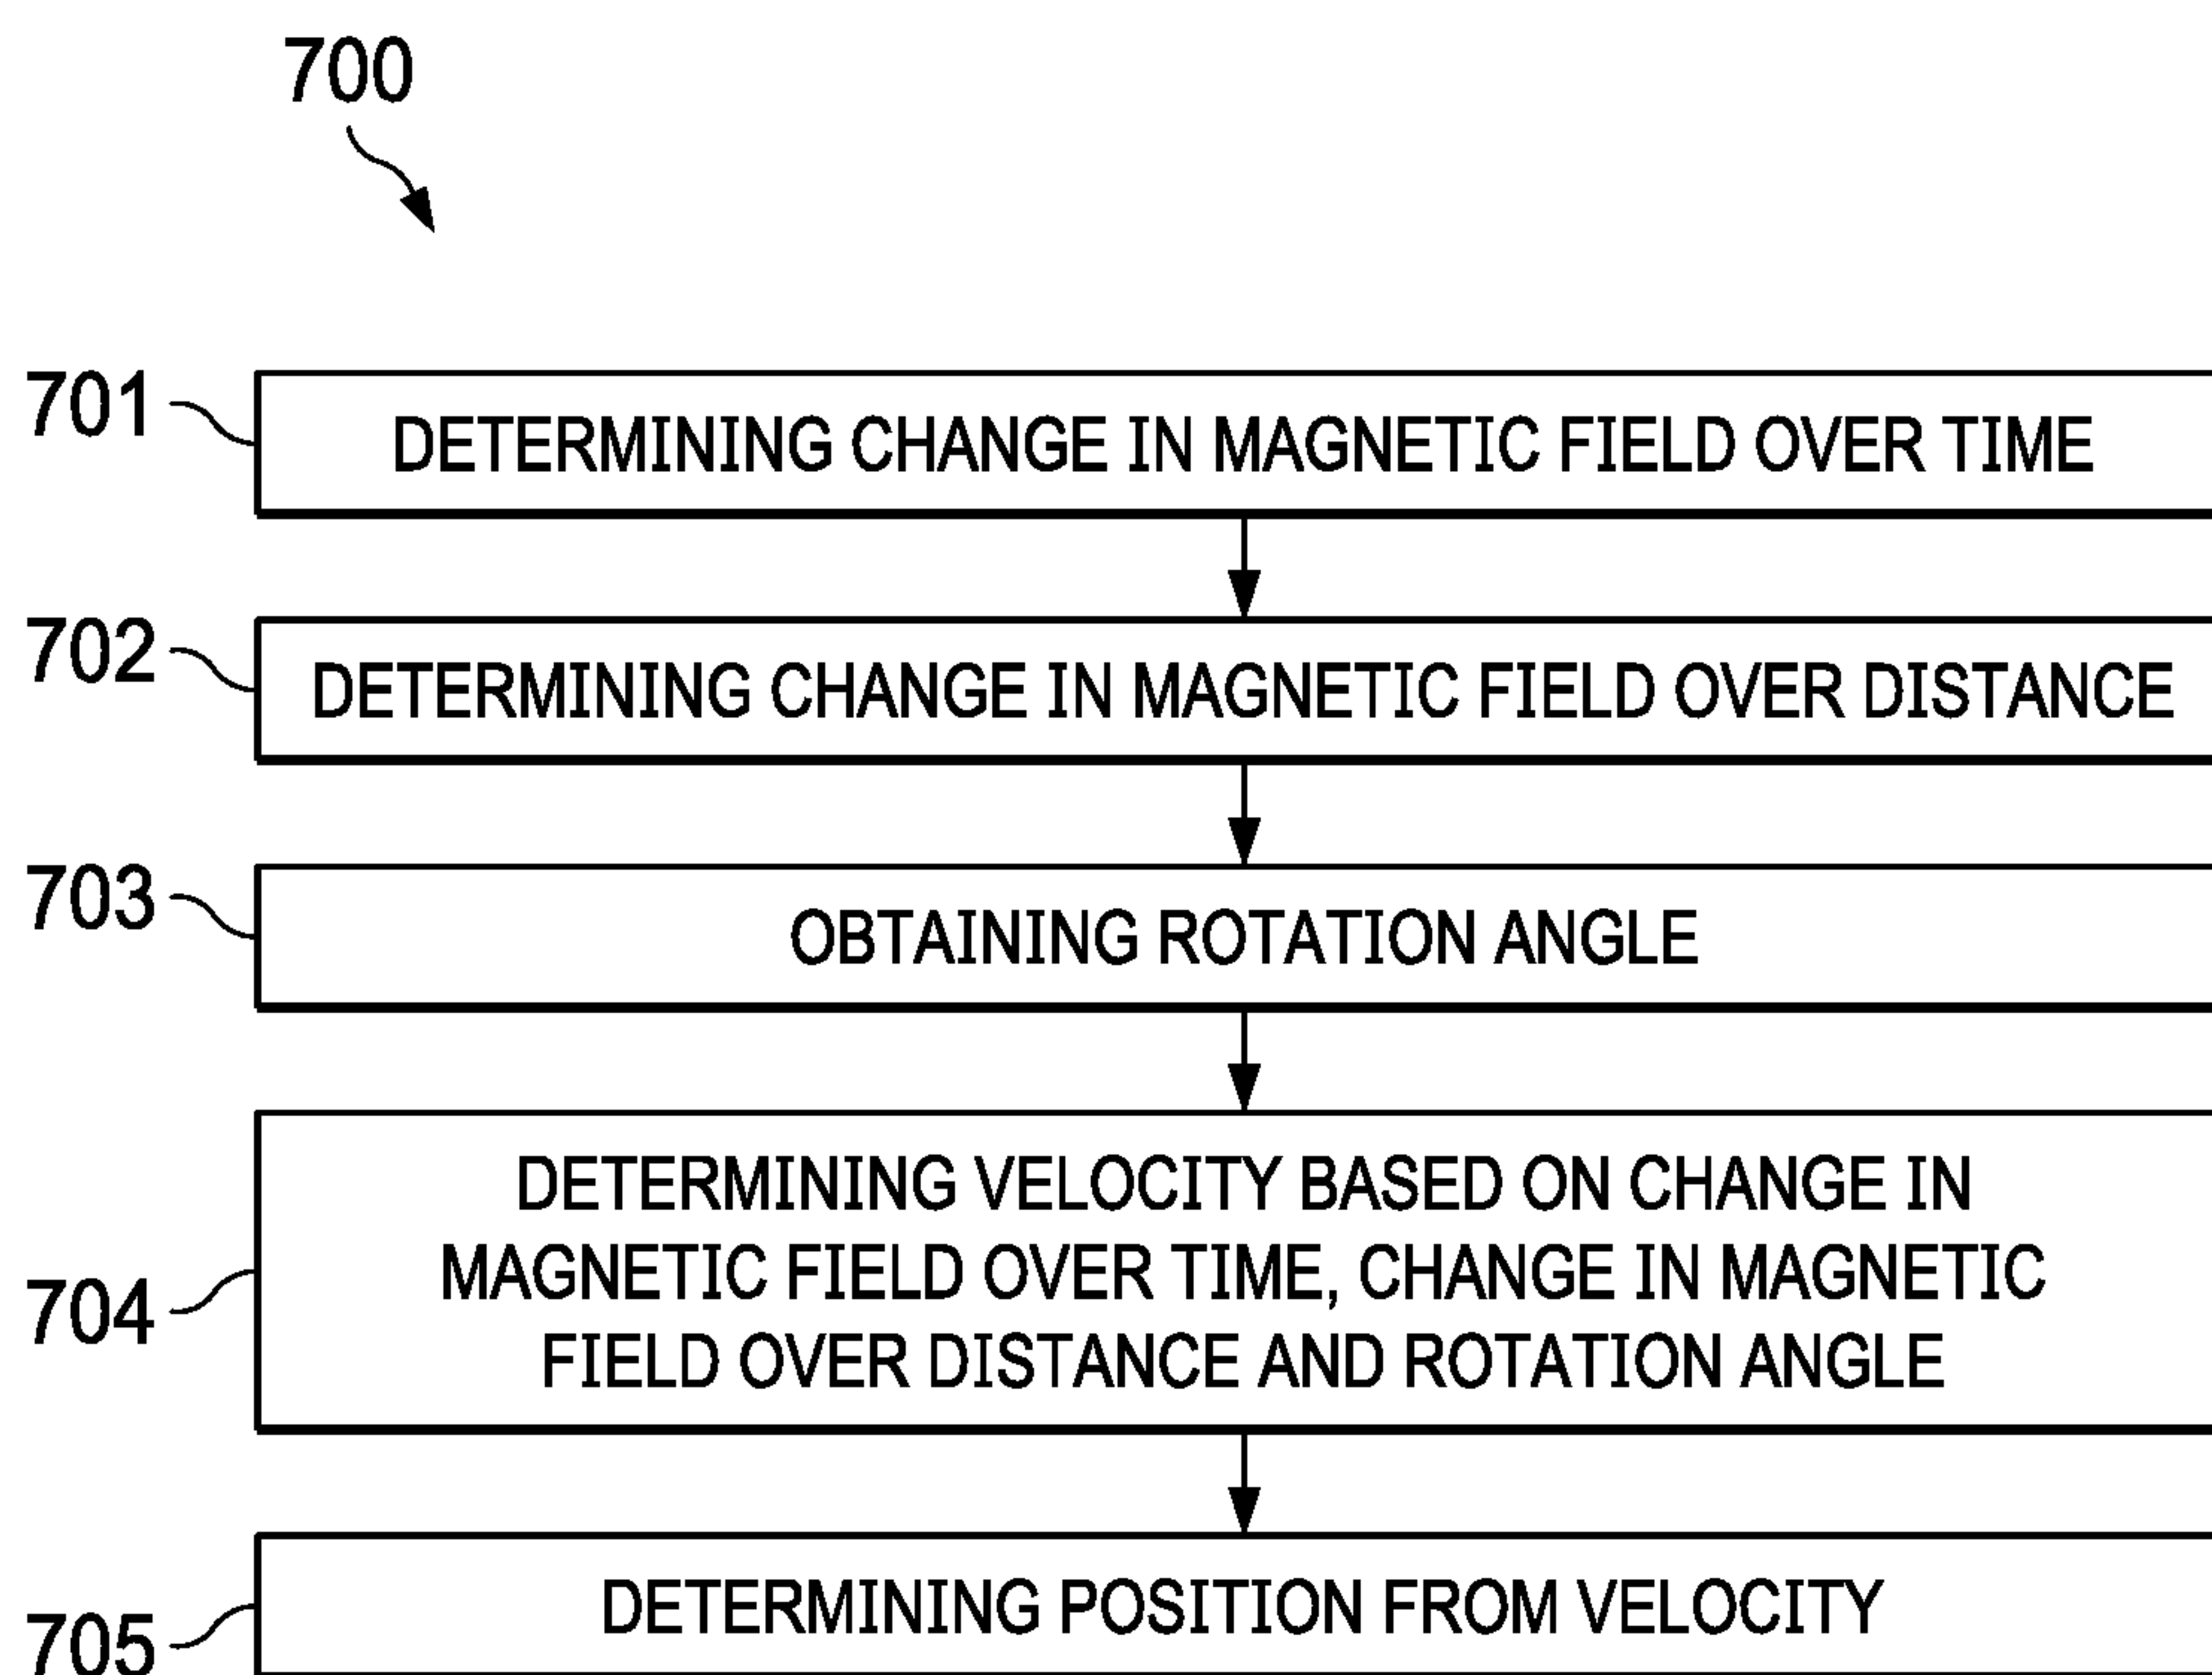 700
701
DETERMINING CHANGE IN MAGNETIC FIELD OVER TIME
702
DETERMINING CHANGE IN MAGNETIC FIELD OVER DISTANCE
703
OBTAINING ROTATION ANGLE
704
DETERMINING VELOCITY BASED ON CHANGE IN
MAGNETIC FIELD OVER TIME, CHANGE IN MAGNETIC
FIELD OVER DISTANCE AND ROTATION ANGLE
705
DETERMINING POSITION FROM VELOCITY